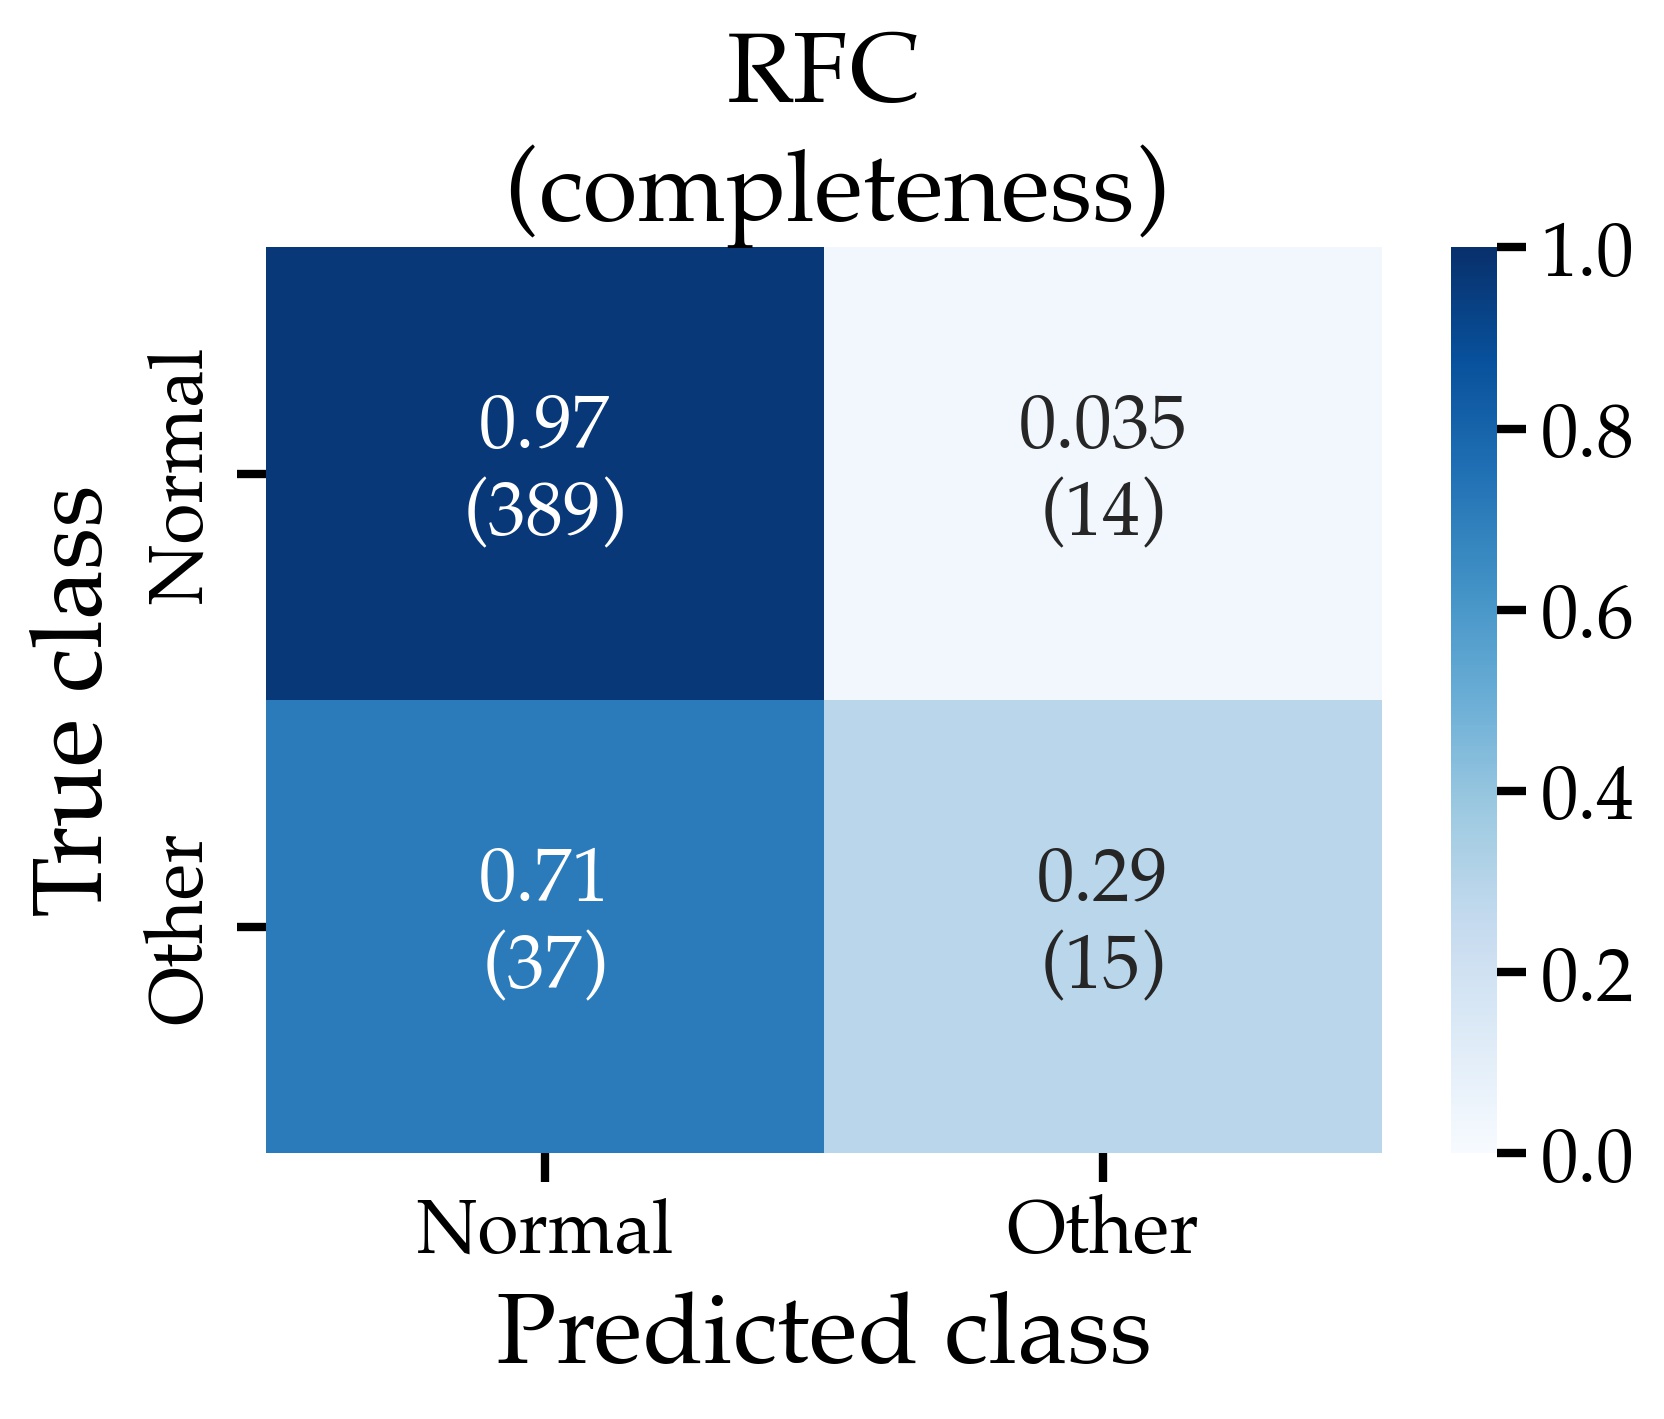 RFC
(completeness)
True class
Normal
Other
0.97
(389)
0.035
(14)
0.71
(37)
0.29
(15)
Normal
Other
Predicted class
1.0
0.8
0.6
0.4
0.2
0.0